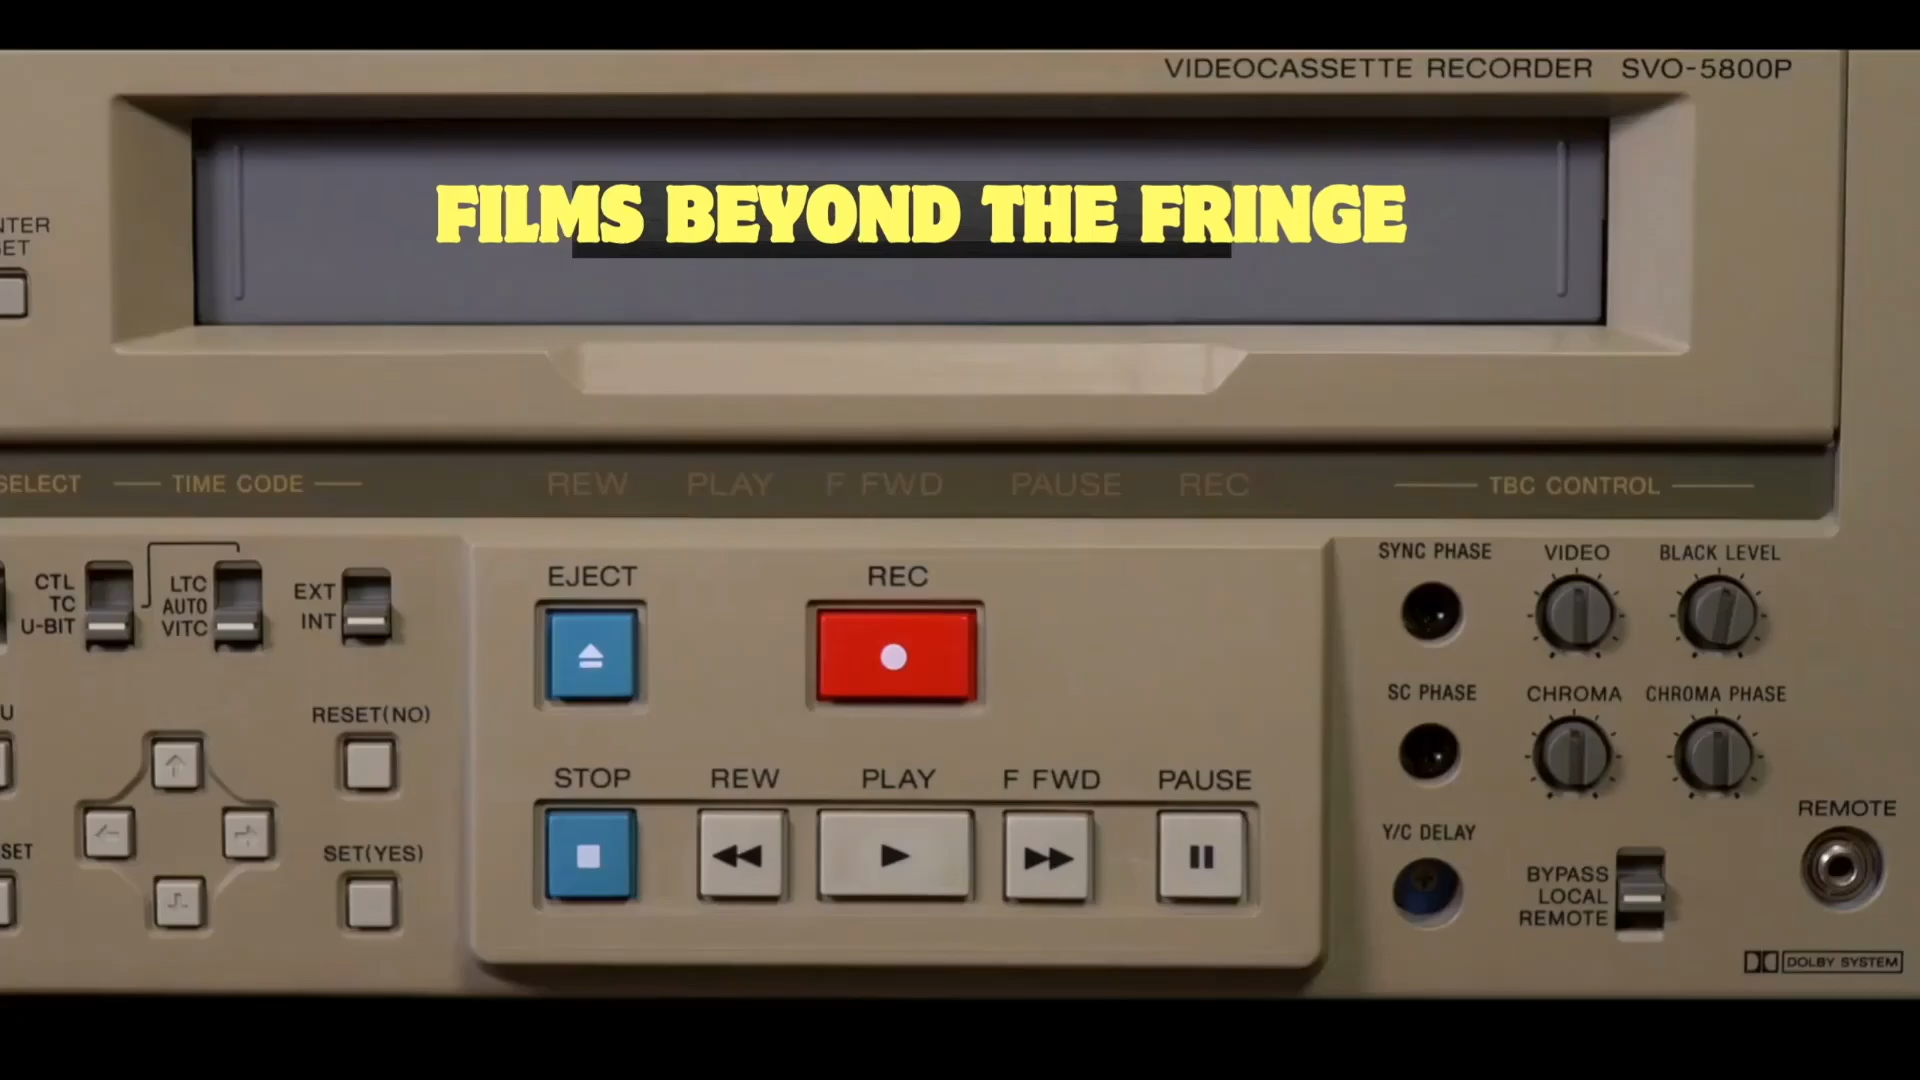 VIDEOCASSETTE RECORDER SVO-5800P
FILMS BEYOND THE FRINGE
SELECT TIME CODE REW PLAY F FWD PAUSE REC TBC CONTROL
CTL
TC
U-BIT
LTC
AUTO
VITC
EXT
INT
RESET(NO)
SET(YES)
EJECT
REC
STOP
REW
PLAY
F FWD
PAUSE
SYNC PHASE
VIDEO
BLACK LEVEL
SC PHASE
CHROMA
CHROMA PHASE
Y/C DELAY
BYPASS
LOCAL
REMOTE
REMOTE
DOLBY SYSTEM